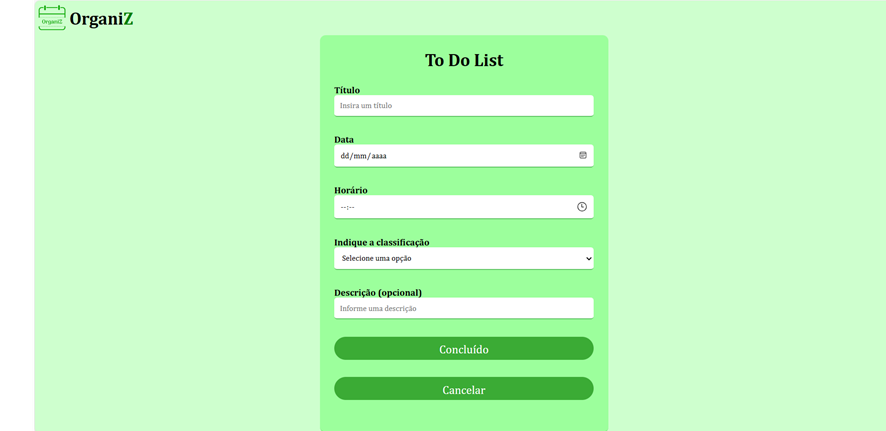 OrganiZ
OrganiZ
To Do List
Título
Insira um título
Data
dd/mm/aaaa
Horário
--:--
Indique a classificação
Selecione uma opção
Descrição (opcional)
Informe uma descrição
Concluído
Cancelar